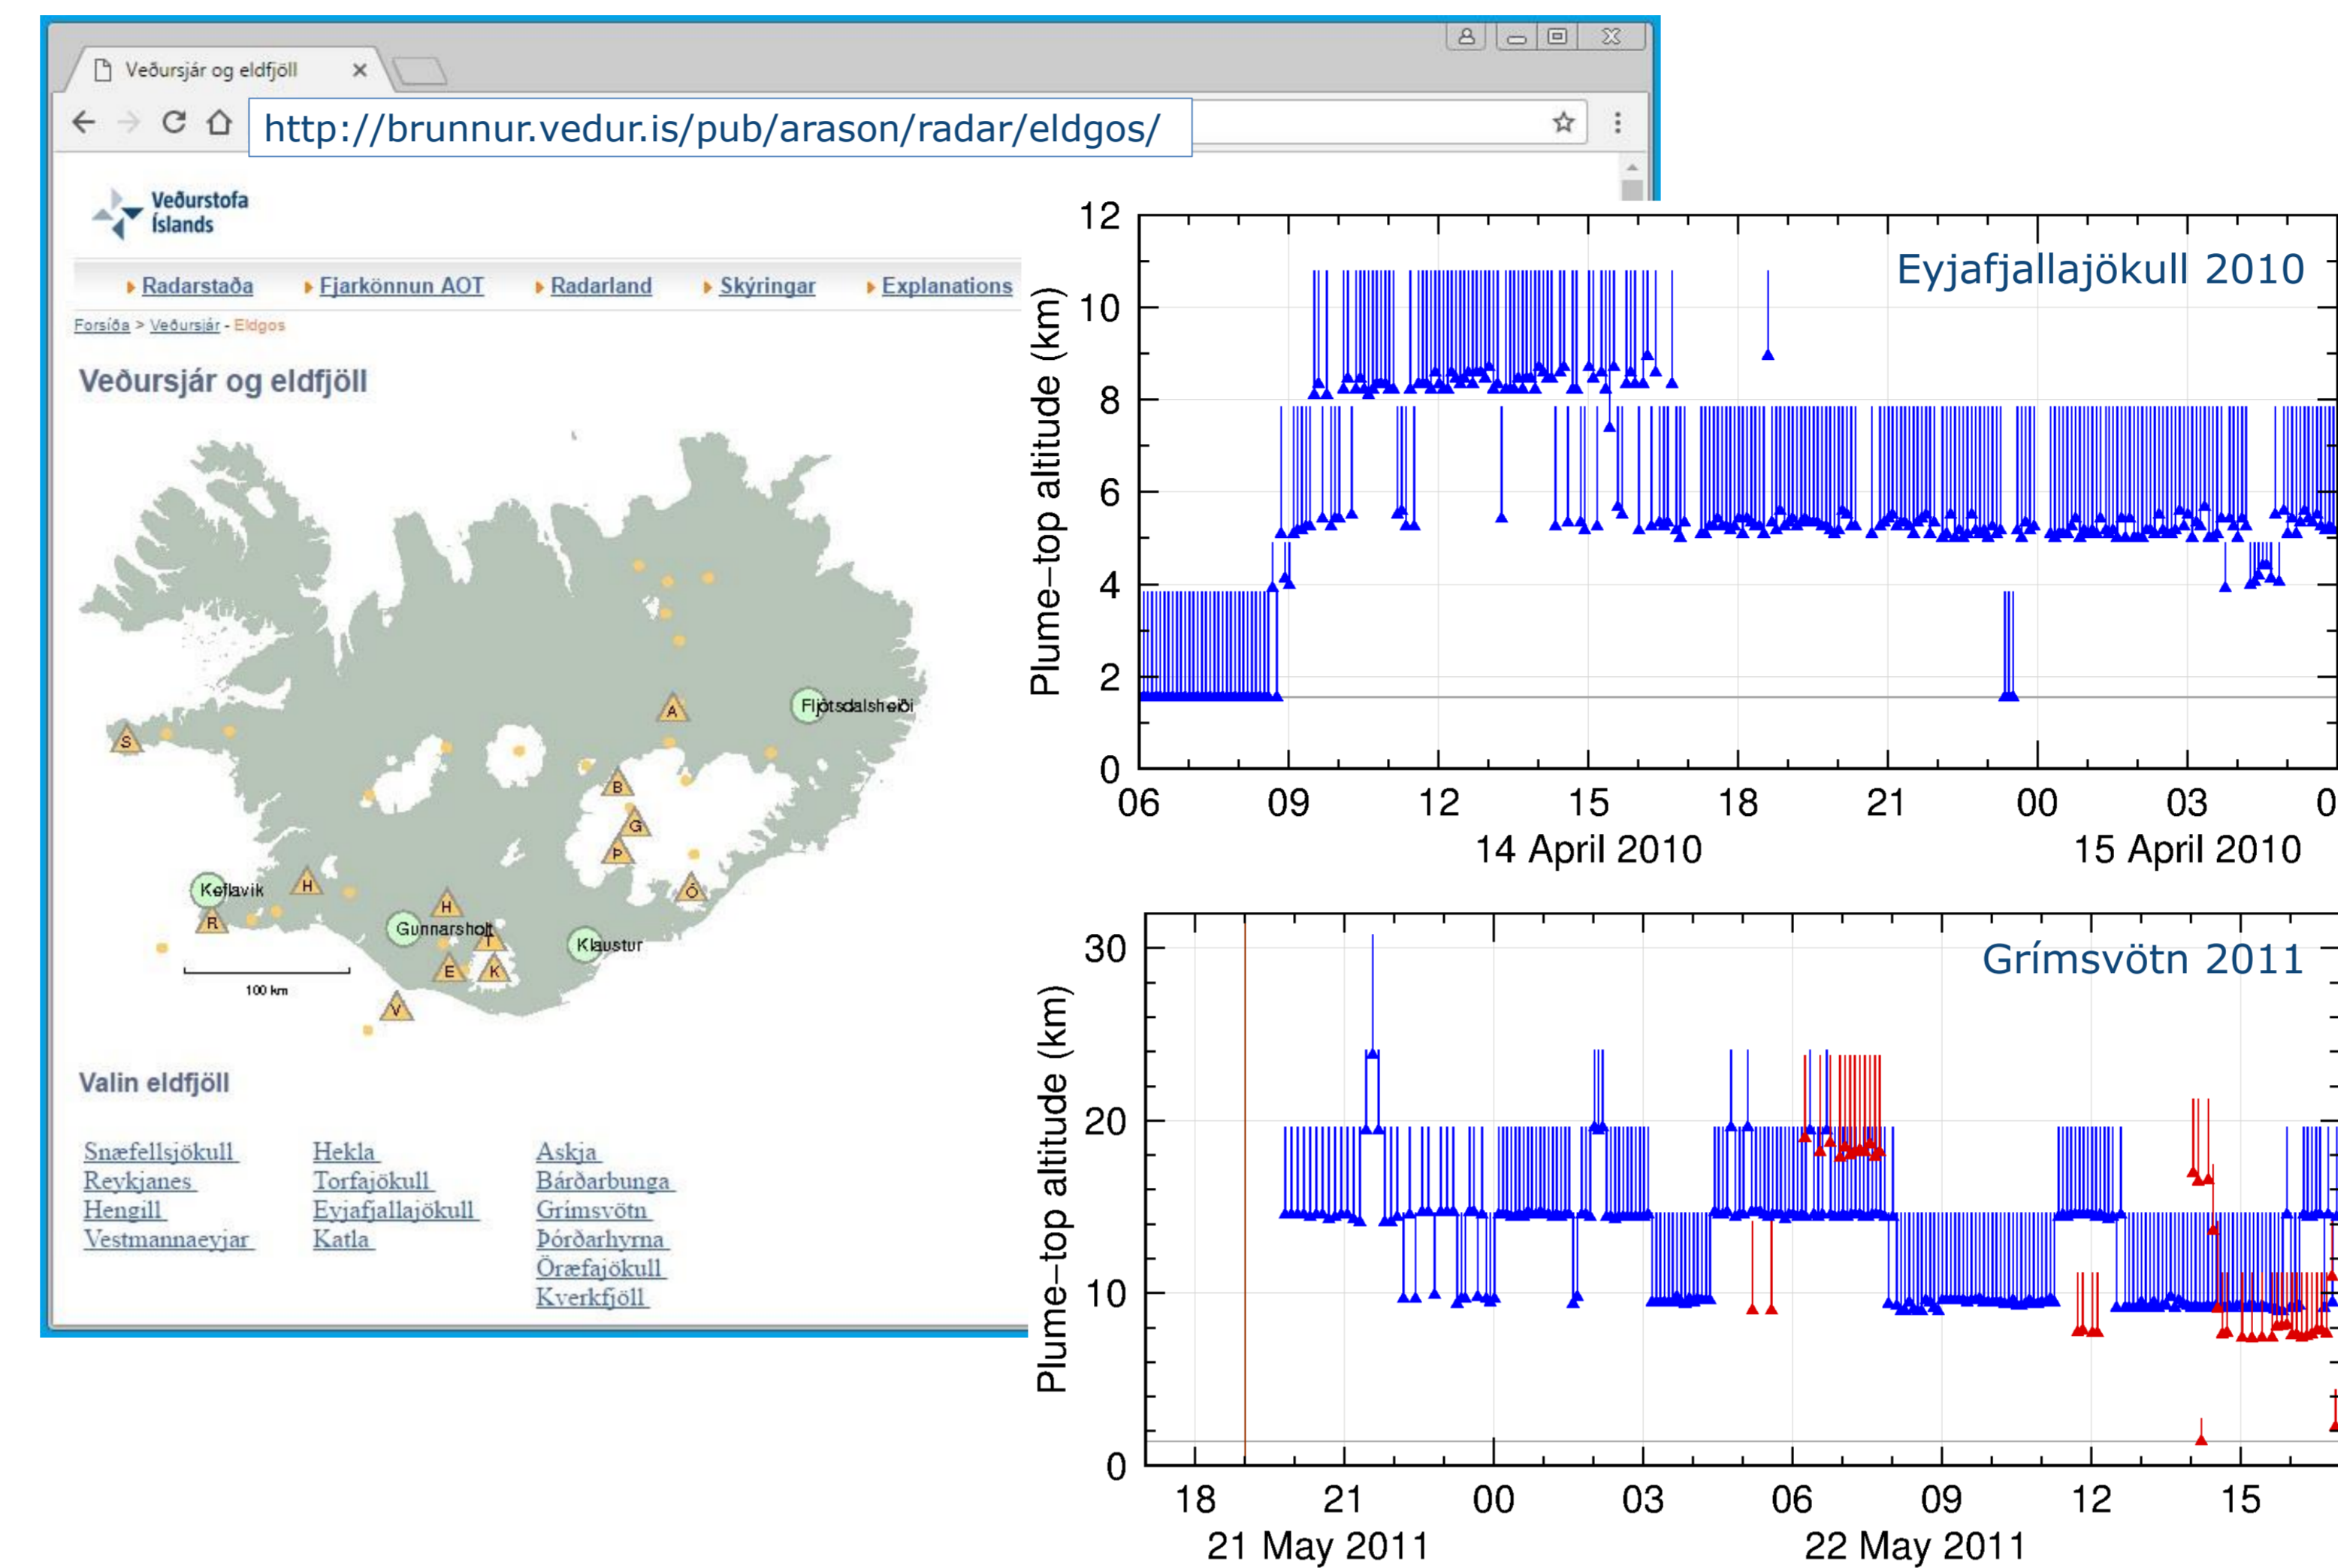 Veðursjár og eldfjöll
http://brunnur.vedur.is/pub/arason/radar/eldgos/
Veðurstofa
Íslands
Radarstaða Fjarkönnun AOT Radarland Skýringar Explanations
Forsíða > Veðursjár - Eldgos
Veðursjár og eldfjöll
Fljótsdalsheiði
A
S
B
G
Þ
Ó
Keflavik
H
R
H
Gunnarsholt
T
Klaustur
E
K
V
100 km
Valin eldfjöll
Snæfellsjökull Hekla Askja
Reykjanes Torfajökull Bárðarbunga
Hengill Eyjafjallajökull Grímsvötn
Vestmannaeyjar Katla Þórðarhyrna
Öræfajökull
Kverkfjöll
Eyjafjallajökull 2010
Plume-top altitude (km)
12
10
8
6
4
2
0
06 09 12 15 18 21 00 03 0
14 April 2010 15 April 2010
Grímsvötn 2011
Plume-top altitude (km)
30
20
10
0
18 21 00 03 06 09 12 15
21 May 2011 22 May 2011